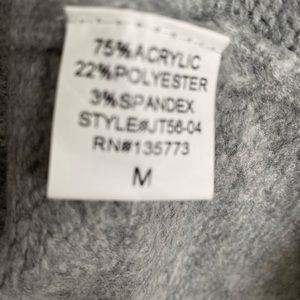 75%ACRYLIC
22%POLYESTER
3%SPANDEX
STYLE#JT56-04
RN#135773
M